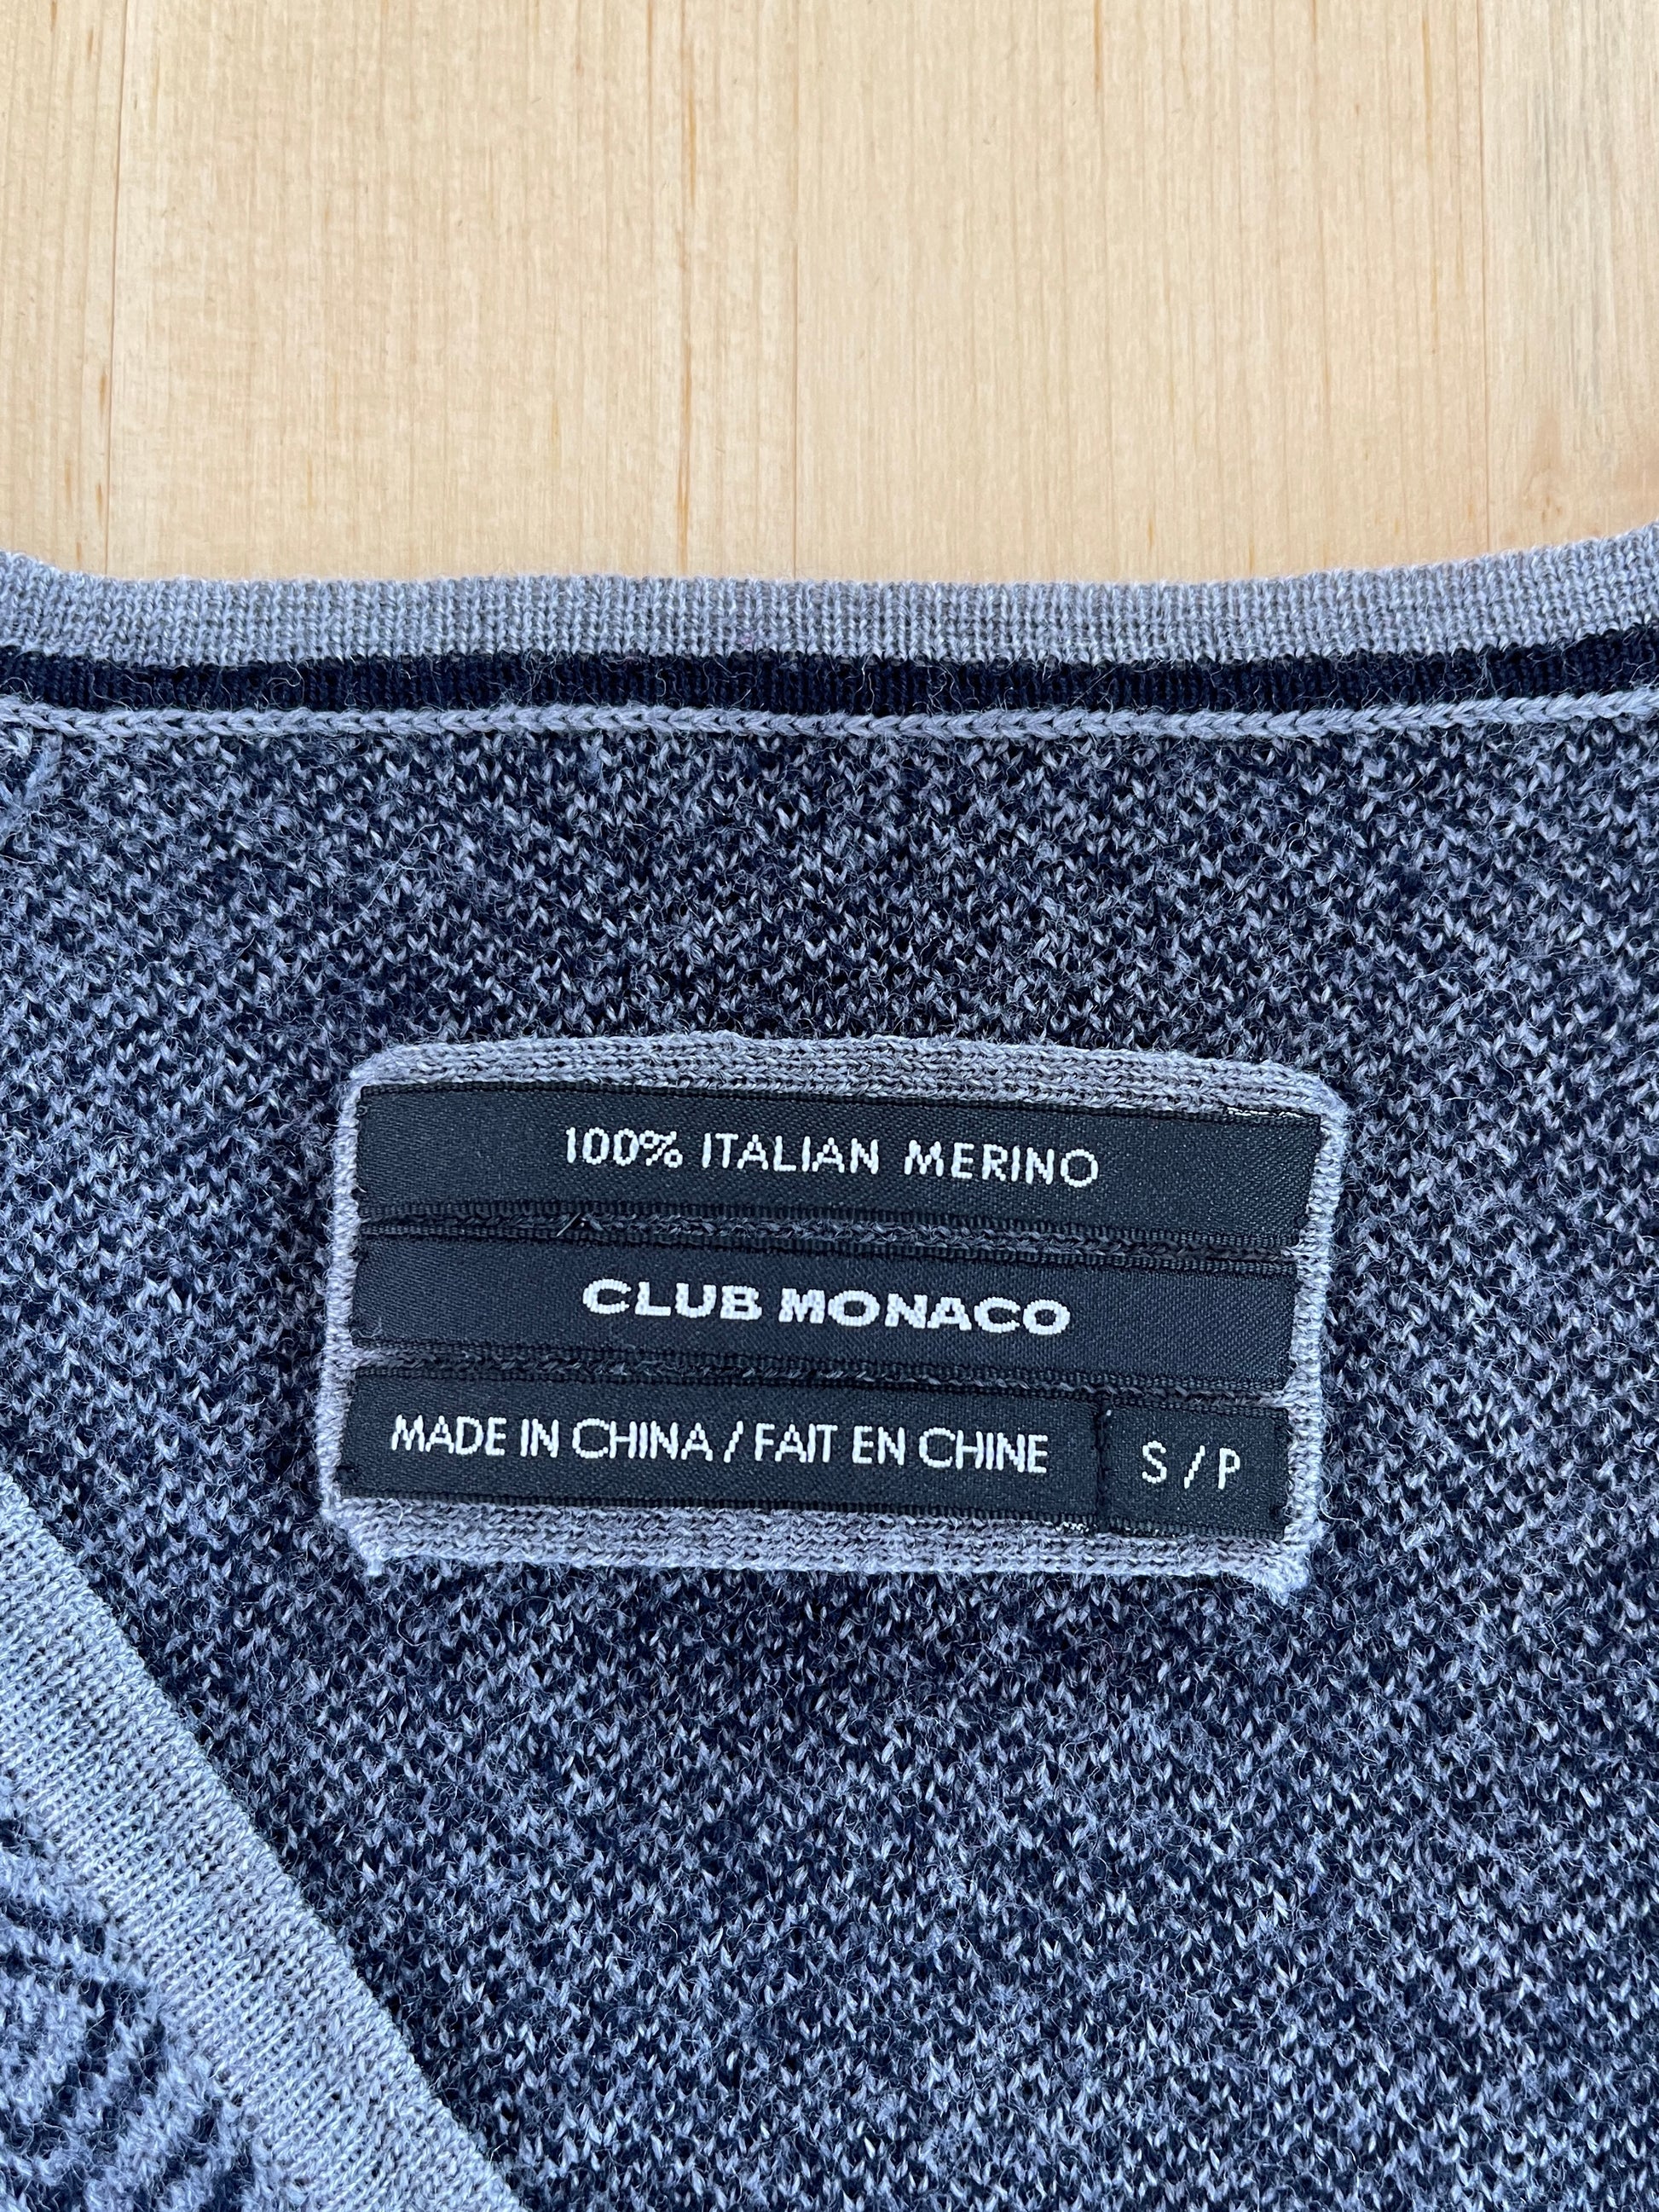 100% ITALIAN MERINO
CLUB MONACO
MADE IN CHINA / FAIT EN CHINE S / P